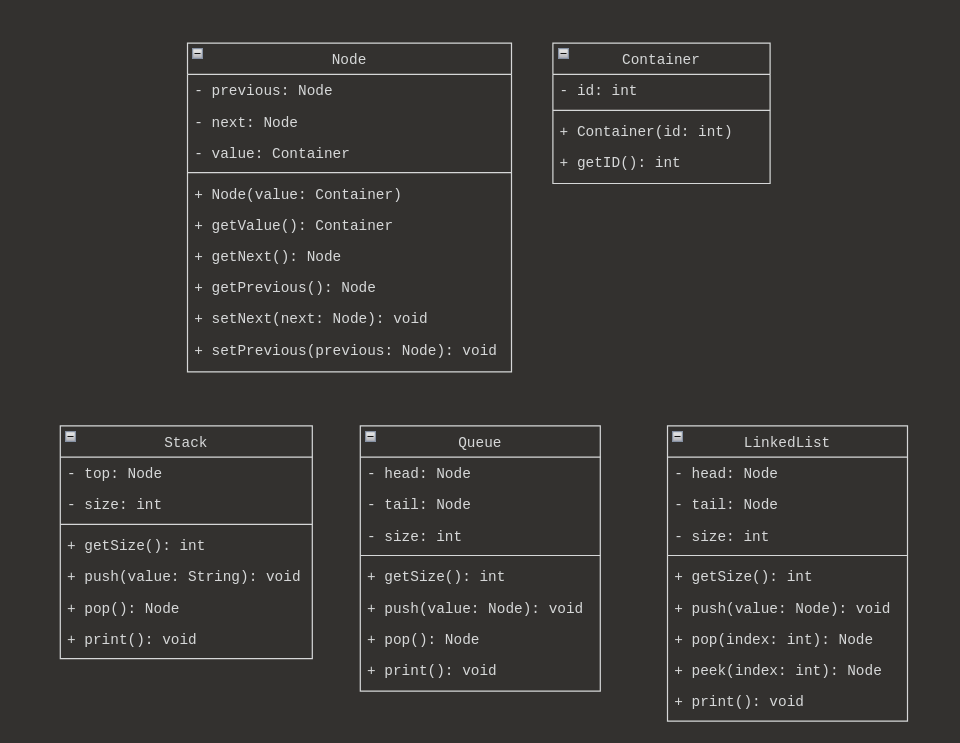 Node
- previous: Node
- next: Node
- value: Container
+ Node(value: Container)
+ getValue(): Container
+ getNext(): Node
+ getPrevious(): Node
+ setNext(next: Node): void
+ setPrevious(previous: Node): void
Container
- id: int
+ Container(id: int)
+ getID(): int
Stack
- top: Node
- size: int
+ getSize(): int
+ push(value: String): void
+ pop(): Node
+ print(): void
Queue
- head: Node
- tail: Node
- size: int
+ getSize(): int
+ push(value: Node): void
+ pop(): Node
+ print(): void
LinkedList
- head: Node
- tail: Node
- size: int
+ getSize(): int
+ push(value: Node): void
+ pop(index: int): Node
+ peek(index: int): Node
+ print(): void